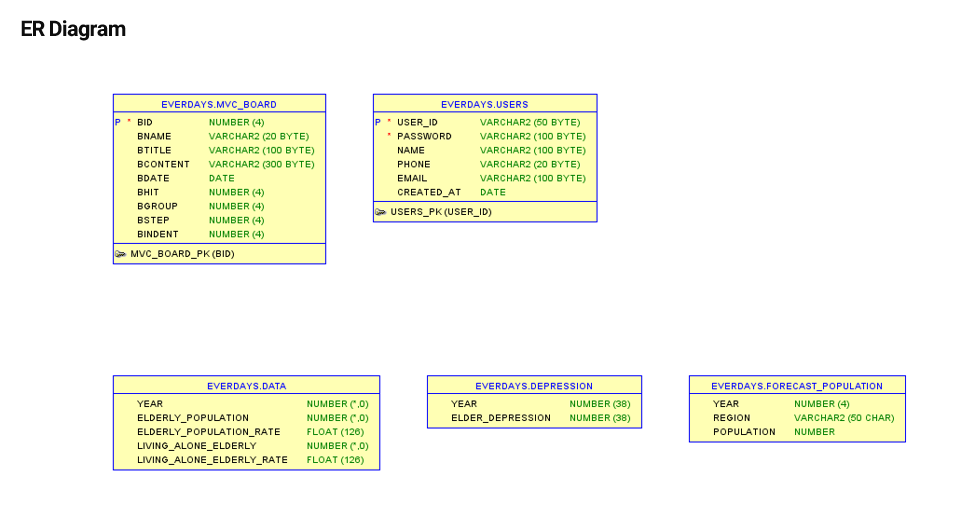 ER Diagram
EVERDAYS.MVC_BOARD
P * BID NUMBER (4)
BNAME VARCHAR2 (20 BYTE)
BTITLE VARCHAR2 (100 BYTE)
BCONTENT VARCHAR2 (300 BYTE)
BDATE DATE
BHIT NUMBER (4)
BGROUP NUMBER (4)
BSTEP NUMBER (4)
BINDENT NUMBER (4)
MVC_BOARD_PK (BID)
EVERDAYS.USERS
P * USER_ID VARCHAR2 (50 BYTE)
* PASSWORD VARCHAR2 (100 BYTE)
NAME VARCHAR2 (100 BYTE)
PHONE VARCHAR2 (20 BYTE)
EMAIL VARCHAR2 (100 BYTE)
CREATED_AT DATE
USERS_PK (USER_ID)
EVERDAYS.DATA
YEAR NUMBER (*,0)
ELDERLY_POPULATION NUMBER (*,0)
ELDERLY_POPULATION_RATE FLOAT (126)
LIVING_ALONE_ELDERLY NUMBER (*,0)
LIVING_ALONE_ELDERLY_RATE FLOAT (126)
EVERDAYS.DEPRESSION
YEAR NUMBER (38)
ELDER_DEPRESSION NUMBER (38)
EVERDAYS.FORECAST_POPULATION
YEAR NUMBER (4)
REGION VARCHAR2 (50 CHAR)
POPULATION NUMBER